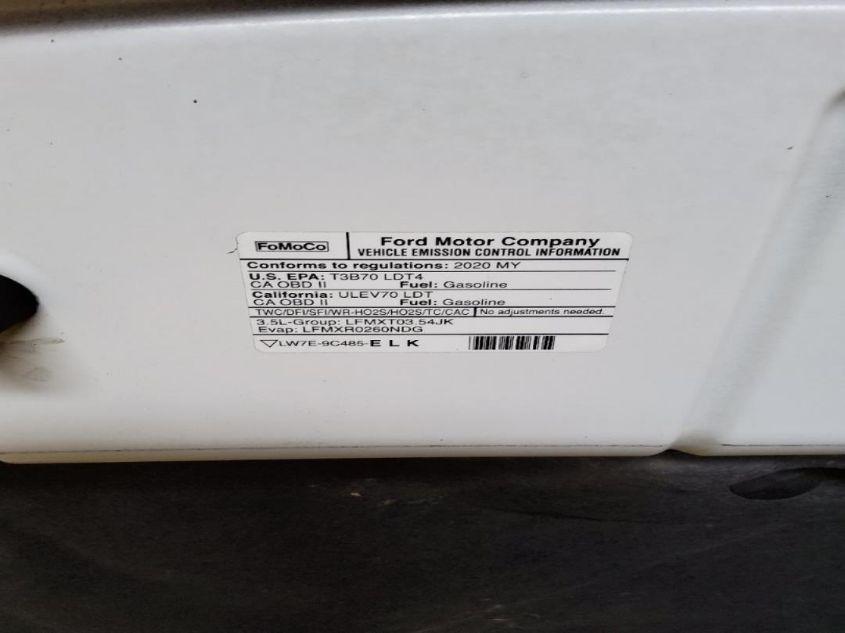 FoMoCo
Ford Motor Company
VEHICLE EMISSION CONTROL INFORMATION
Conforms to regulations: 2020 MY
U.S. EPA: T3B70 LDT4
CA OBD II Fuel: Gasoline
California: ULEV70 LDT
CA OBD II Fuel: Gasoline
TWC/DFI/SFI/WR-HO2S/HO2S/TC/CAC No adjustments needed.
3.5L-Group: LFMXT03.54JK
Evap: LFMXR0260NDG
LW7E-9C485-E L K